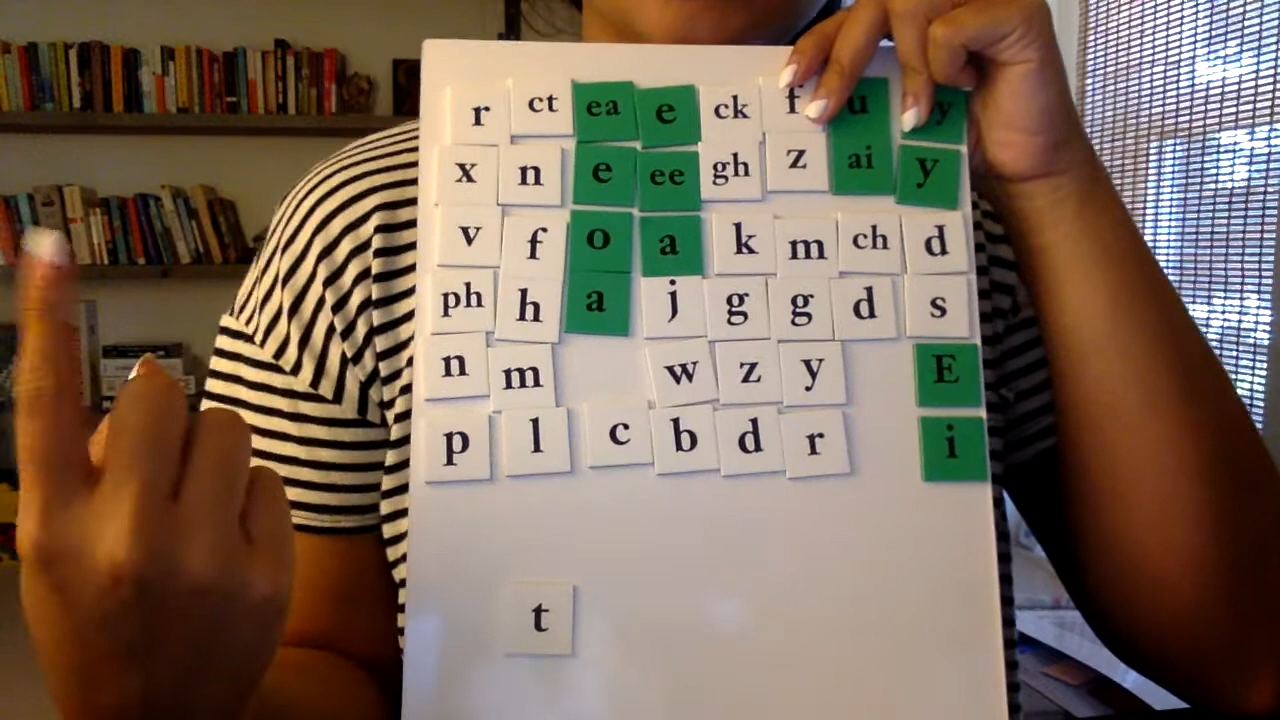 r ct ea e ck f u y
x n e ee gh z ai y
v f o a k m ch d
ph h a j g g d s
n m w z y E
p l c b d r i
t